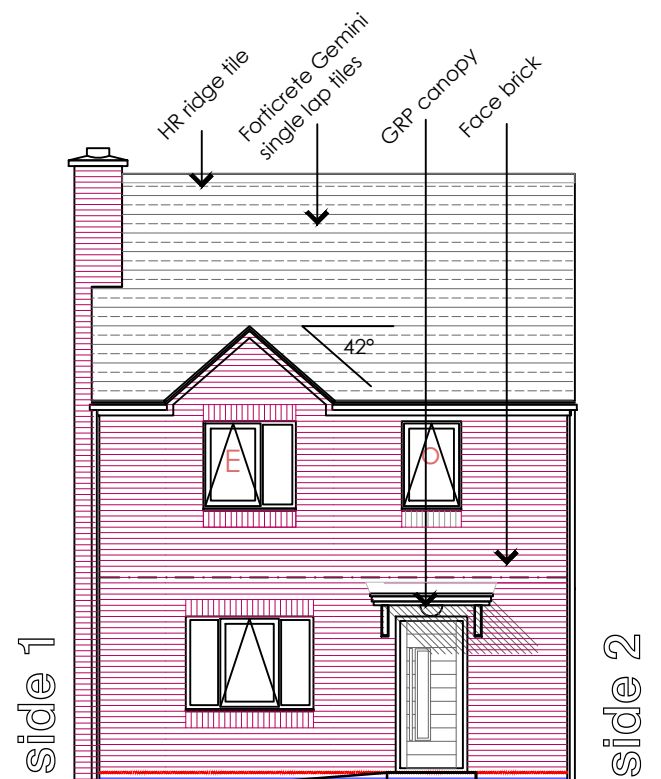 HR ridge tile
Forticrete Gemini
single lap tiles
GRP canopy
Face brick
42°
E
O
side 1
side 2